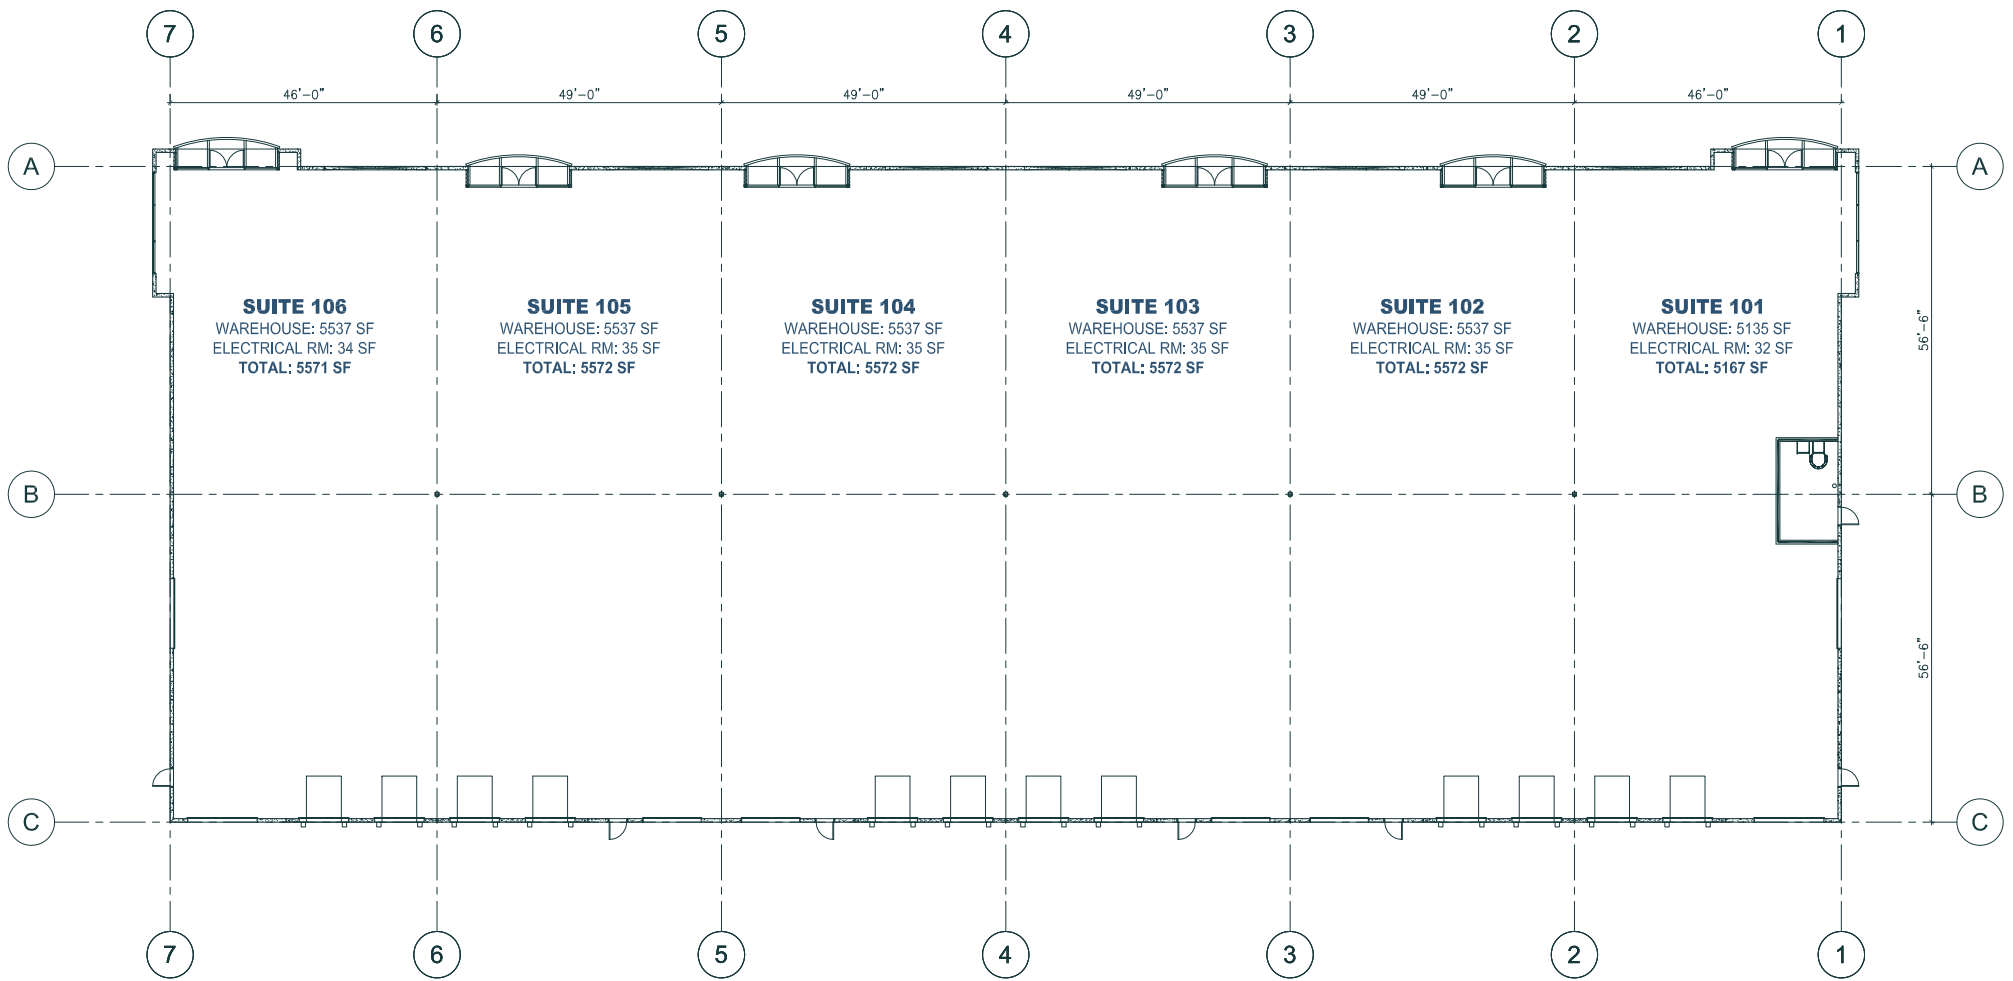 7 6 5 4 3 2 1
46'-0" 49'-0" 49'-0" 49'-0" 49'-0" 46'-0"
A A
SUITE 106
WAREHOUSE: 5537 SF
ELECTRICAL RM: 34 SF
TOTAL: 5571 SF
SUITE 105
WAREHOUSE: 5537 SF
ELECTRICAL RM: 35 SF
TOTAL: 5572 SF
SUITE 104
WAREHOUSE: 5537 SF
ELECTRICAL RM: 35 SF
TOTAL: 5572 SF
SUITE 103
WAREHOUSE: 5537 SF
ELECTRICAL RM: 35 SF
TOTAL: 5572 SF
SUITE 102
WAREHOUSE: 5537 SF
ELECTRICAL RM: 35 SF
TOTAL: 5572 SF
SUITE 101
WAREHOUSE: 5135 SF
ELECTRICAL RM: 32 SF
TOTAL: 5167 SF
56'-6"
B B
56'-6"
C C
7 6 5 4 3 2 1